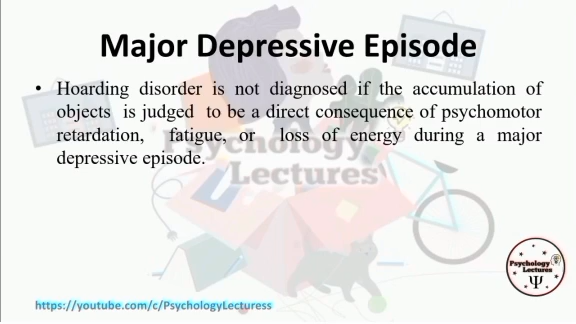 Major Depressive Episode
• Hoarding disorder is not diagnosed if the accumulation of
objects is judged to be a direct consequence of psychomotor
retardation, fatigue, or loss of energy during a major
depressive episode.
Psychology
Lectures
Psychology
Lectures
Ψ
https://youtube.com/c/PsychologyLecturess